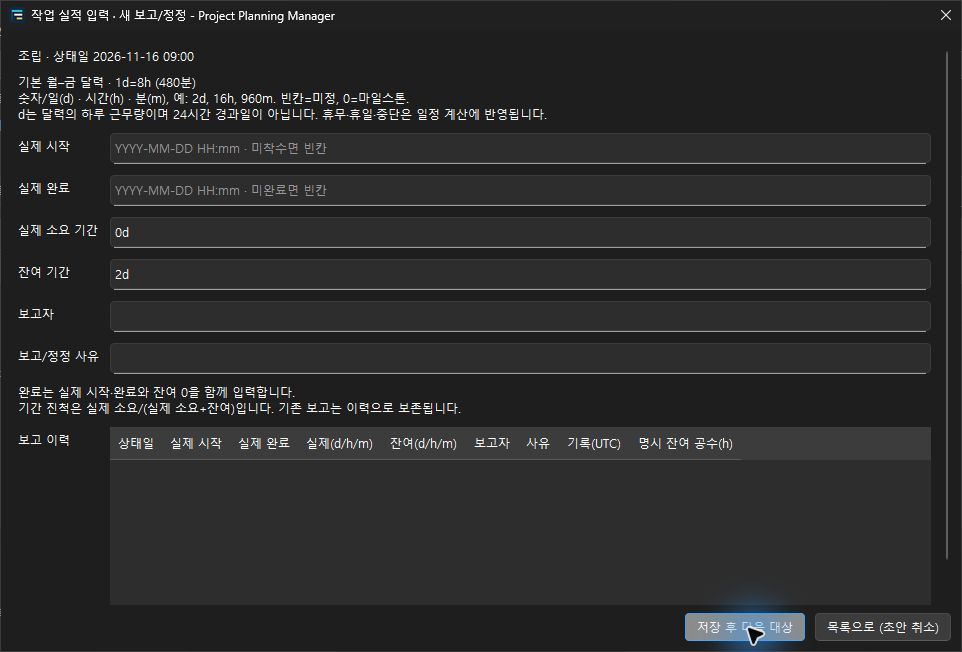 작업 실적 입력 · 새 보고/정정 - Project Planning Manager
조립 · 상태일 2026-11-16 09:00
기본 월–금 달력 · 1d=8h (480분)
숫자/일(d) · 시간(h) · 분(m), 예: 2d, 16h, 960m. 빈칸=미정, 0=마일스톤.
d는 달력의 하루 근무량이며 24시간 경과일이 아닙니다. 휴무·휴일·중단은 일정 계산에 반영됩니다.
실제 시작 YYYY-MM-DD HH:mm · 미착수면 빈칸
실제 완료 YYYY-MM-DD HH:mm · 미완료면 빈칸
실제 소요 기간 0d
잔여 기간 2d
보고자
보고/정정 사유
완료는 실제 시작·완료와 잔여 0을 함께 입력합니다.
기간 진척은 실제 소요/(실제 소요+잔여)입니다. 기존 보고는 이력으로 보존됩니다.
보고 이력 상태일 실제 시작 실제 완료 실제(d/h/m) 잔여(d/h/m) 보고자 사유 기록(UTC) 명시 잔여 공수(h)
저장 후 다음 대상 목록으로 (초안 취소)